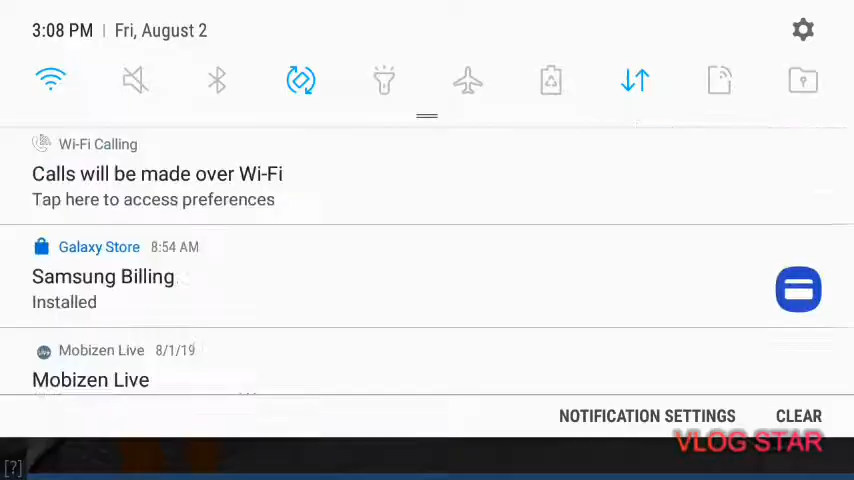 3:08 PM | Fri, August 2
Wi-Fi Calling
Calls will be made over Wi-Fi
Tap here to access preferences
Galaxy Store 8:54 AM
Samsung Billing
Installed
Mobizen Live 8/1/19
Mobizen Live
NOTIFICATION SETTINGS CLEAR
VLOG STAR
[?]